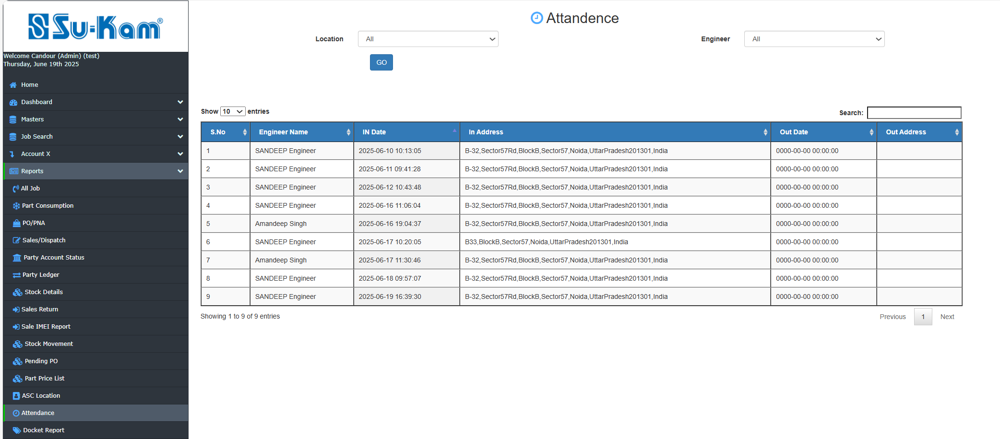 Su-Kam®
Welcome Candour (Admin) (test)
Thursday, June 19th 2025
Home
Dashboard
Masters
Job Search
Account X
Reports
All Job
Part Consumption
PO/PNA
Sales/Dispatch
Party Account Status
Party Ledger
Stock Details
Sales Return
Sale IMEI Report
Stock Movement
Pending PO
Part Price List
ASC Location
Attendance
Docket Report
Attandence
Location All Engineer All
GO
Show 10 entries Search:
S.No Engineer Name IN Date In Address Out Date Out Address
1 SANDEEP Engineer 2025-06-10 10:13:05 B-32,Sector57Rd,BlockB,Sector57,Noida,UttarPradesh201301,India 0000-00-00 00:00:00
2 SANDEEP Engineer 2025-06-11 09:41:28 B-32,Sector57Rd,BlockB,Sector57,Noida,UttarPradesh201301,India 0000-00-00 00:00:00
3 SANDEEP Engineer 2025-06-12 10:43:48 B-32,Sector57Rd,BlockB,Sector57,Noida,UttarPradesh201301,India 0000-00-00 00:00:00
4 SANDEEP Engineer 2025-06-16 11:06:04 B-32,Sector57Rd,BlockB,Sector57,Noida,UttarPradesh201301,India 0000-00-00 00:00:00
5 Amandeep Singh 2025-06-16 19:04:37 B-32,Sector57Rd,BlockB,Sector57,Noida,UttarPradesh201301,India 0000-00-00 00:00:00
6 SANDEEP Engineer 2025-06-17 10:20:05 B33,BlockB,Sector57,Noida,UttarPradesh201301,India 0000-00-00 00:00:00
7 Amandeep Singh 2025-06-17 11:30:46 B-32,Sector57Rd,BlockB,Sector57,Noida,UttarPradesh201301,India 0000-00-00 00:00:00
8 SANDEEP Engineer 2025-06-18 09:57:07 B-32,Sector57Rd,BlockB,Sector57,Noida,UttarPradesh201301,India 0000-00-00 00:00:00
9 SANDEEP Engineer 2025-06-19 16:39:30 B-32,Sector57Rd,BlockB,Sector57,Noida,UttarPradesh201301,India 0000-00-00 00:00:00
Showing 1 to 9 of 9 entries Previous 1 Next